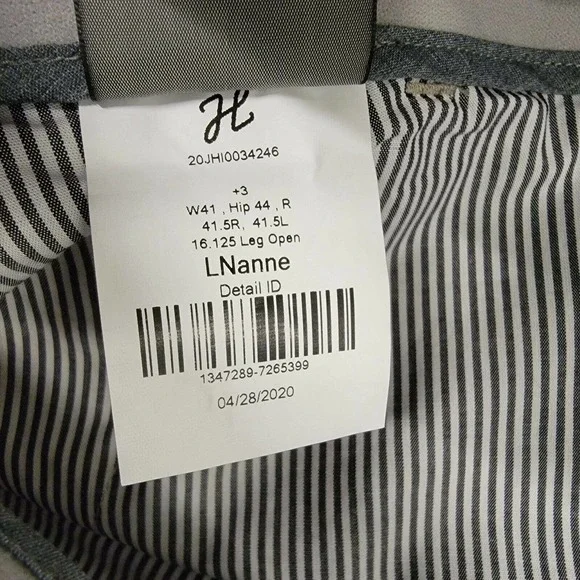 H
20JHI0034246
+3
W41 , Hip 44 , R
41.5R, 41.5L
16.125 Leg Open
LNanne
Detail ID
1347289-7265399
04/28/2020